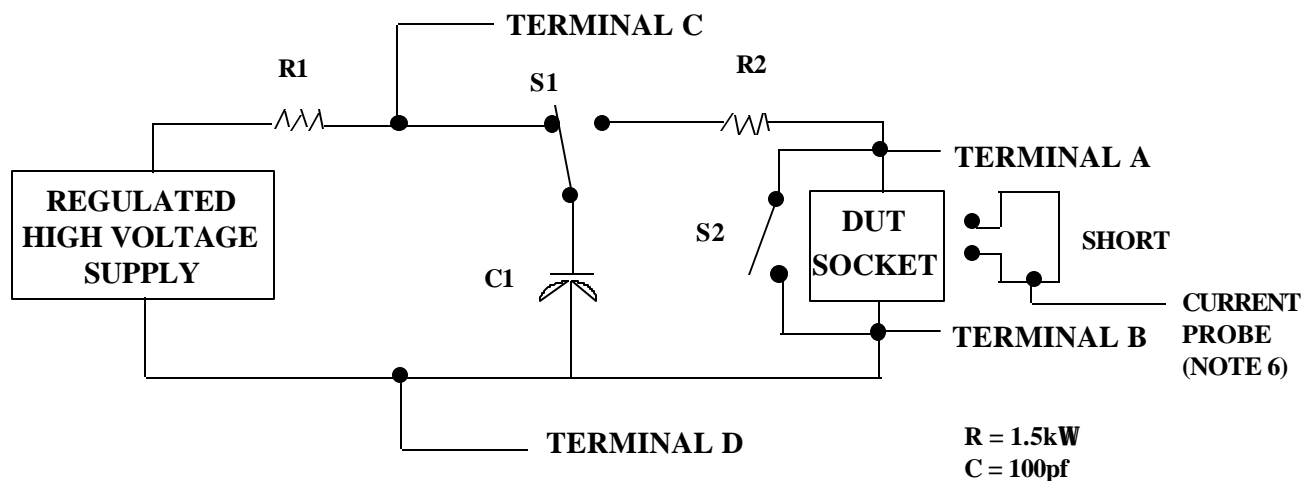 TERMINAL C
R1
S1
R2
REGULATED
HIGH VOLTAGE
SUPPLY
C1
S2
DUT
SOCKET
TERMINAL A
SHORT
CURRENT
PROBE
(NOTE 6)
TERMINAL B
TERMINAL D
R = 1.5kW
C = 100pf